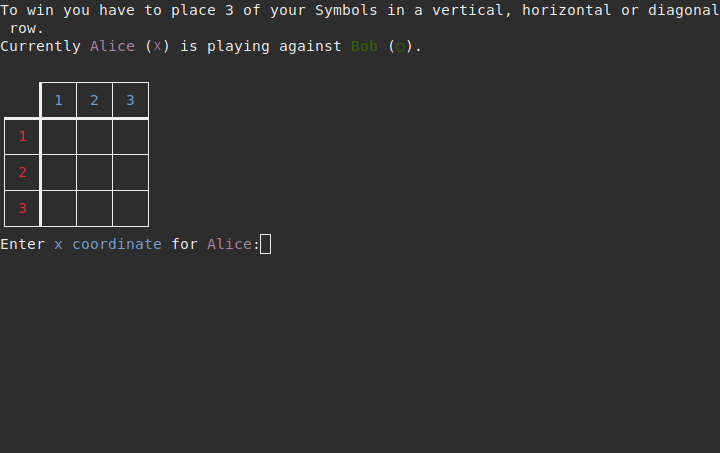 To win you have to place 3 of your Symbols in a vertical, horizontal or diagonal
row.
Currently Alice (☓) is playing against Bob (○).
1 2 3
1
2
3
Enter x coordinate for Alice: